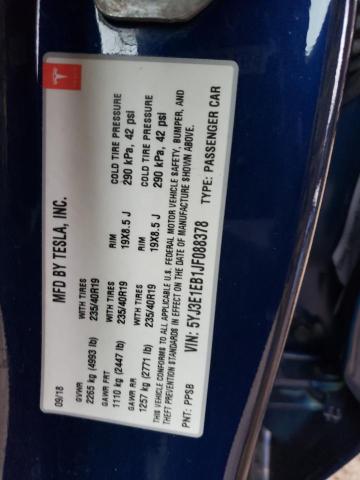 MFD BY TESLA, INC.
09/18
GVWR
2265 kg (4993 lb)
WITH TIRES
235/40R19
RIM
19X8.5 J
COLD TIRE PRESSURE
290 kPa, 42 psi
GAWR FRT
1110 kg (2447 lb)
WITH TIRES
235/40R19
RIM
19X8.5 J
COLD TIRE PRESSURE
290 kPa, 42 psi
GAWR RR
1257 kg (2771 lb)
THIS VEHICLE CONFORMS TO ALL APPLICABLE U.S. FEDERAL MOTOR VEHICLE SAFETY, BUMPER, AND
THEFT PREVENTION STANDARDS IN EFFECT ON THE DATE OF MANUFACTURE SHOWN ABOVE.
PNT: PPSB
VIN: 5YJ3E1EB1JF088378
TYPE: PASSENGER CAR
TESLA